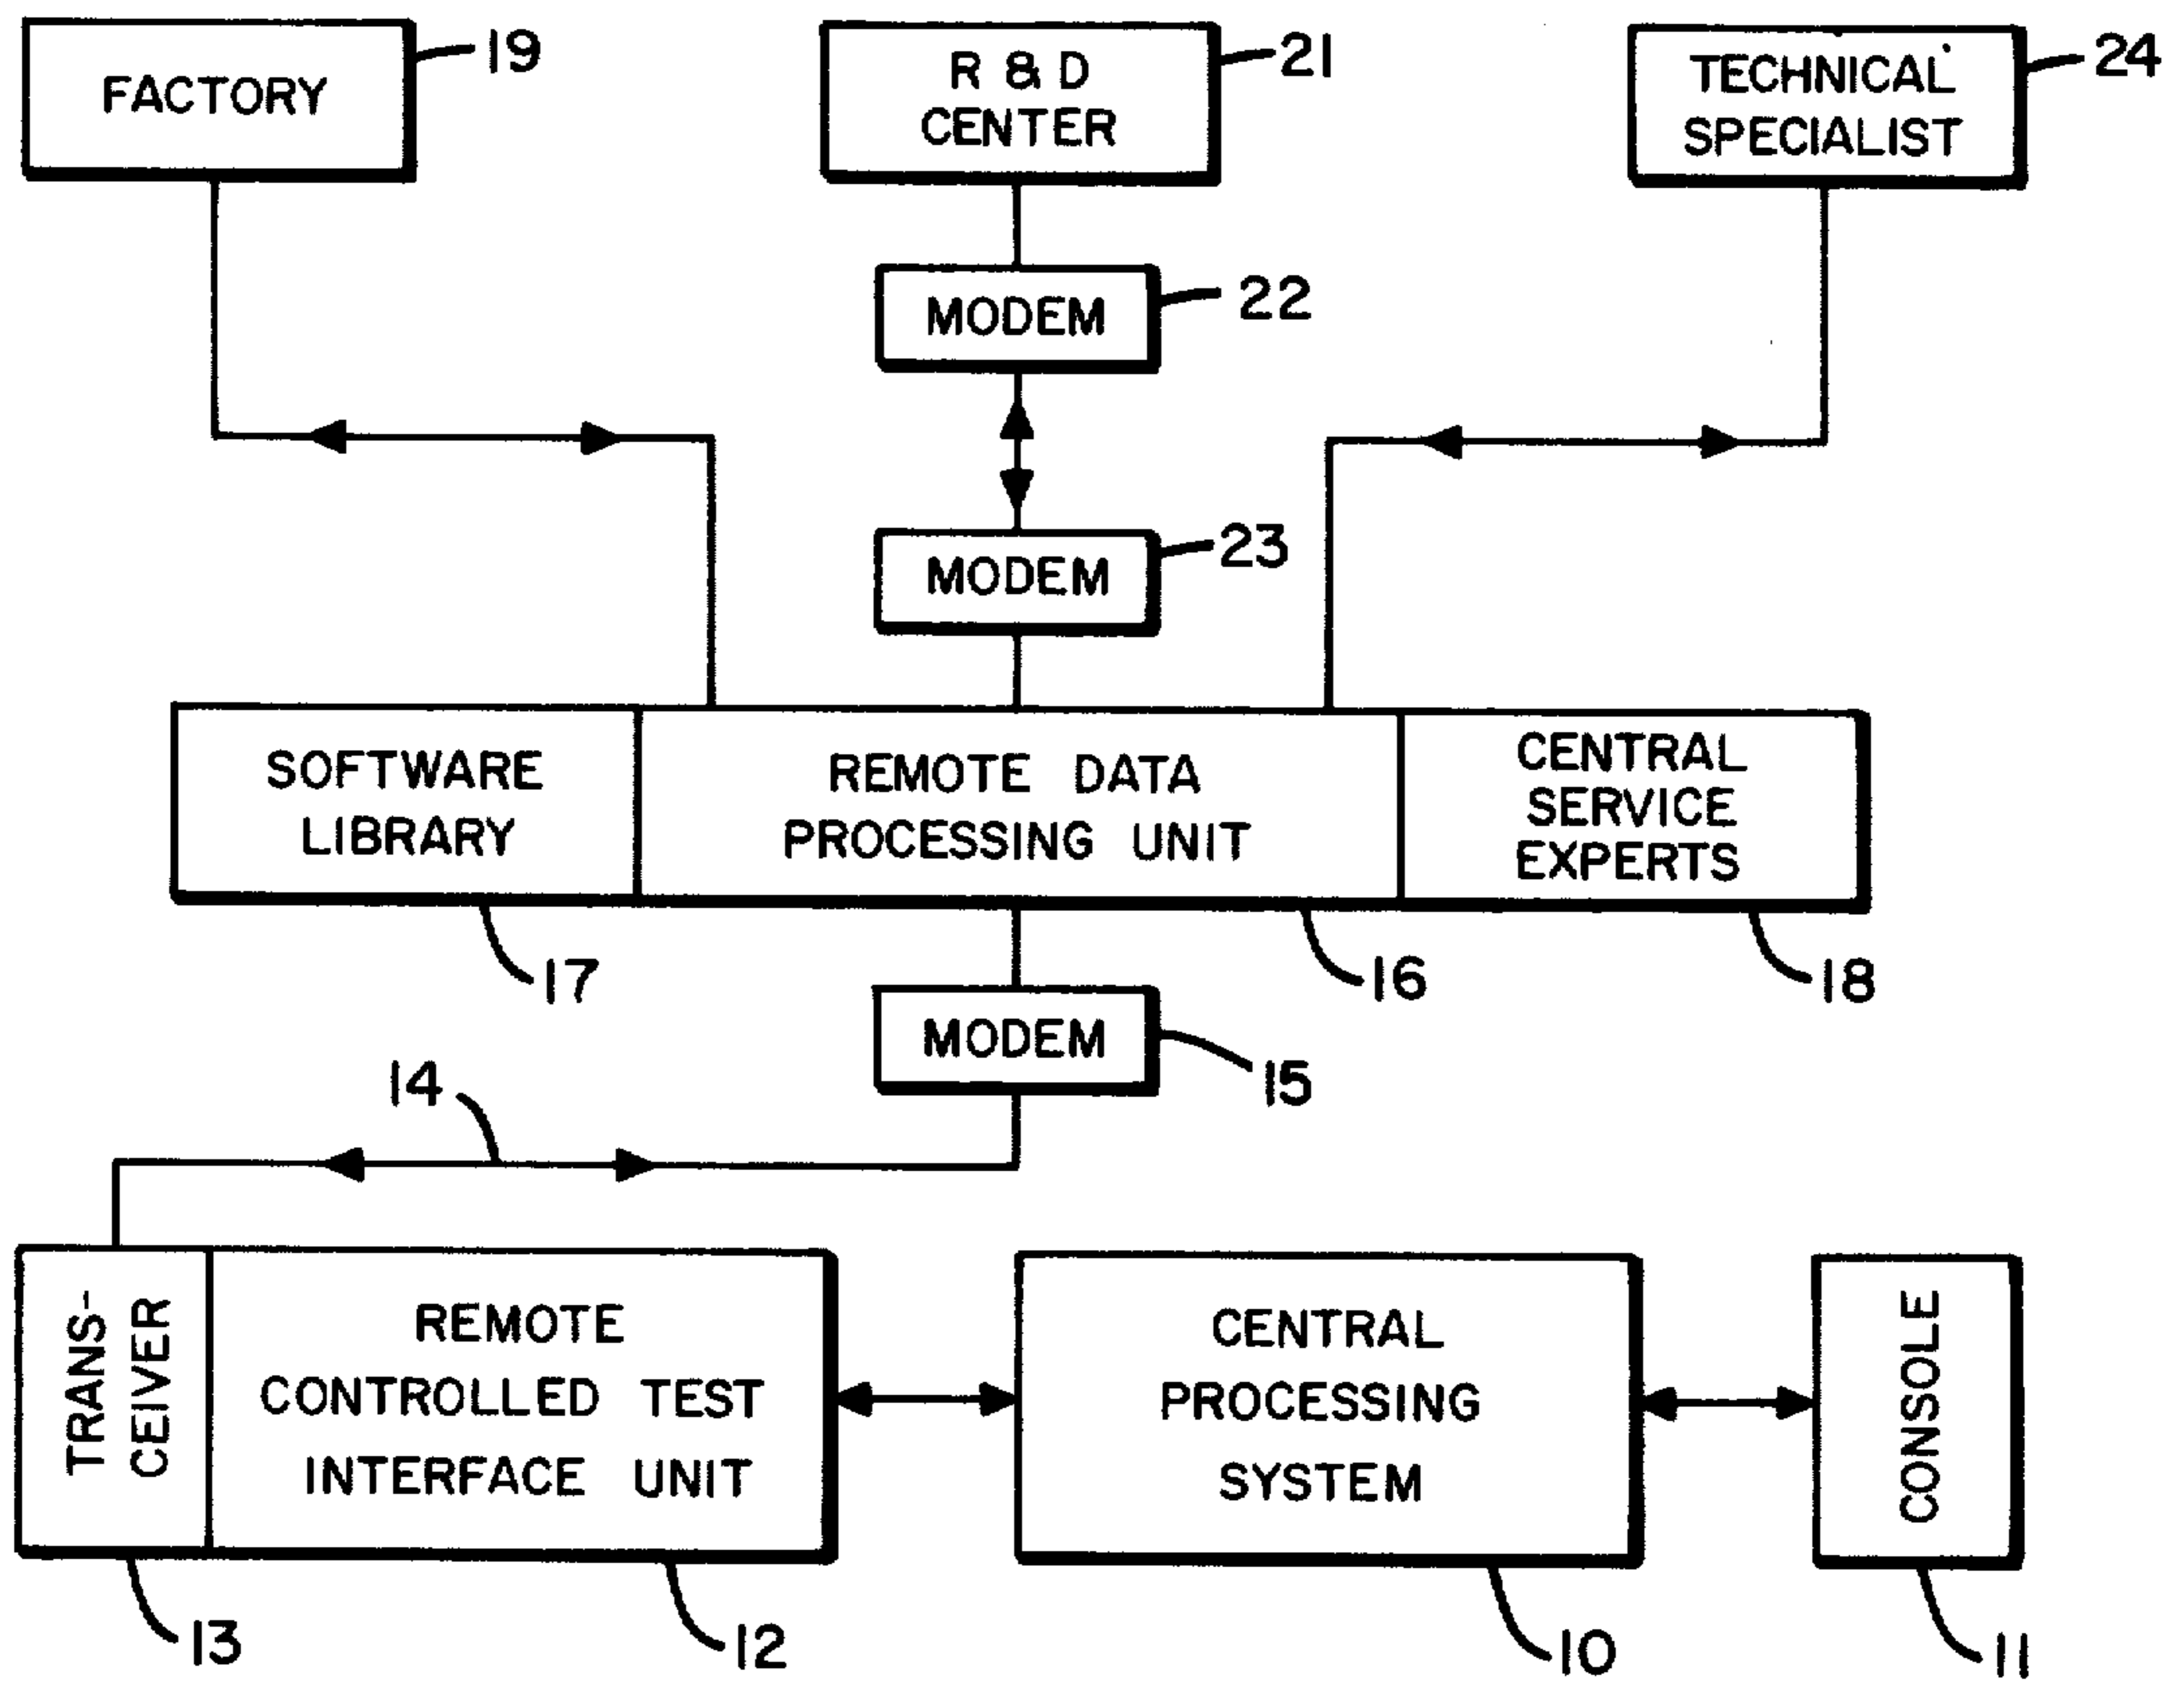 FACTORY
19
R & D
CENTER
21
TECHNICAL
SPECIALIST
24
MODEM
22
MODEM
23
SOFTWARE
LIBRARY
REMOTE DATA
PROCESSING UNIT
CENTRAL
SERVICE
EXPERTS
17
16
18
MODEM
15
14
TRANS-
CEIVER
REMOTE
CONTROLLED TEST
INTERFACE UNIT
CENTRAL
PROCESSING
SYSTEM
CONSOLE
13
12
10
11